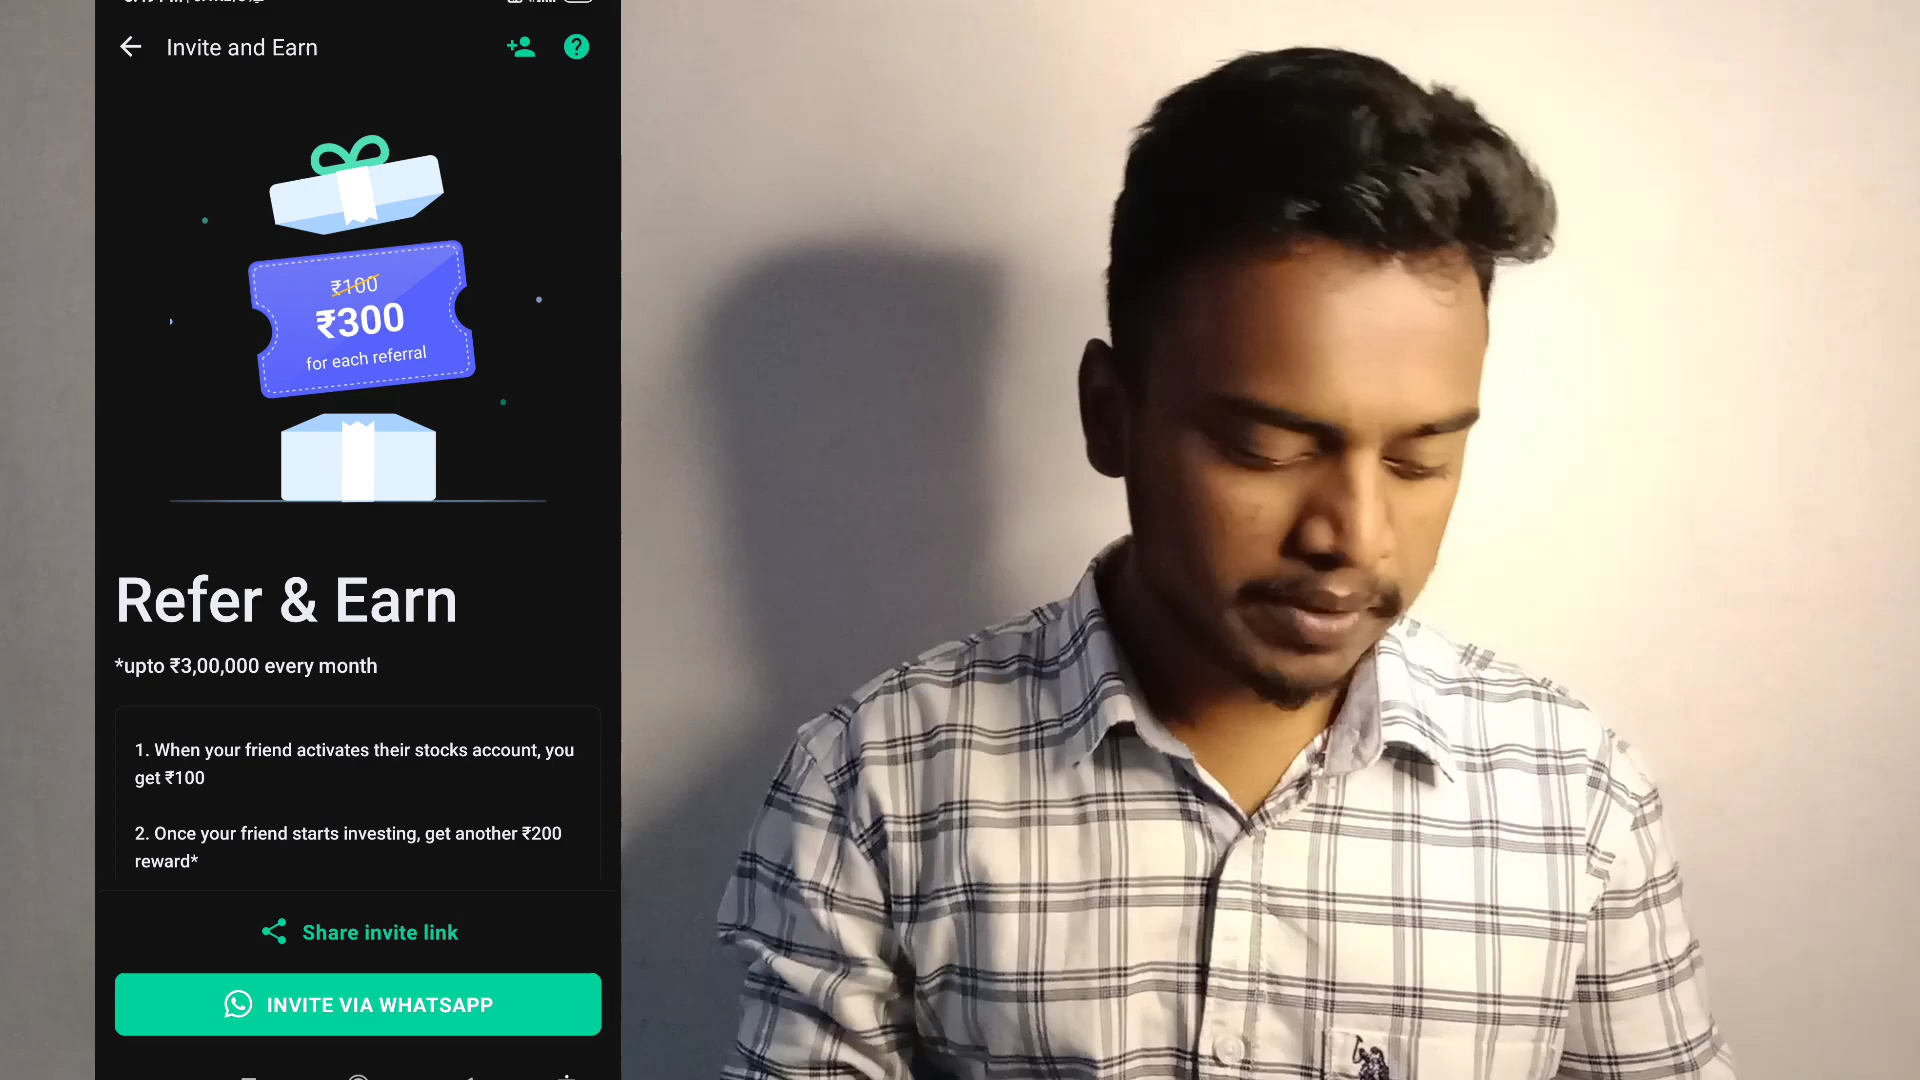 Invite and Earn
₹100
₹300
for each referral
Refer & Earn
*upto ₹3,00,000 every month
1. When your friend activates their stocks account, you
get ₹100
2. Once your friend starts investing, get another ₹200
reward*
Share invite link
INVITE VIA WHATSAPP